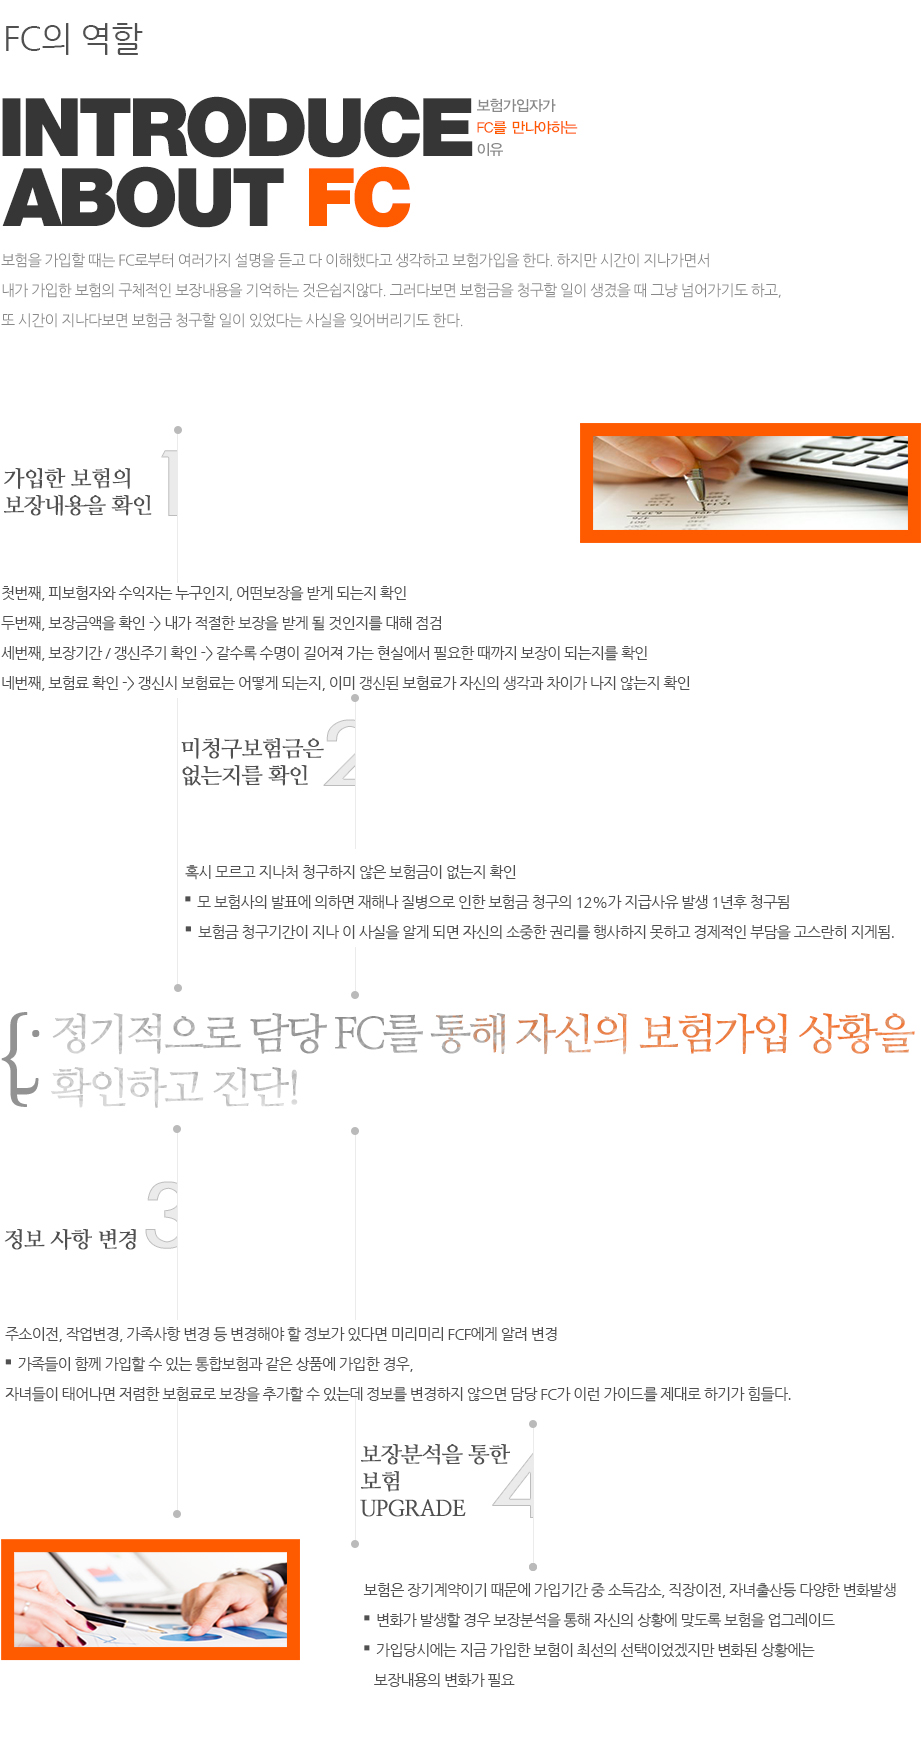 FC의 역할
INTRODUCE
ABOUT FC
보험가입자가
FC를 만나야하는
이유
보험을 가입할 때는 FC로부터 여러가지 설명을 듣고 다 이해했다고 생각하고 보험가입을 한다. 하지만 시간이 지나가면서
내가 가입한 보험의 구체적인 보장내용을 기억하는 것은쉽지않다. 그러다보면 보험금을 청구할 일이 생겼을 때 그냥 넘어가기도 하고,
또 시간이 지나다보면 보험금 청구할 일이 있었다는 사실을 잊어버리기도 한다.
가입한 보험의
보장내용을 확인
1
첫번째, 피보험자와 수익자는 누구인지, 어떤보장을 받게 되는지 확인
두번째, 보장금액을 확인 -> 내가 적절한 보장을 받게 될 것인지를 대해 점검
세번째, 보장기간 / 갱신주기 확인 -> 갈수록 수명이 길어져 가는 현실에서 필요한 때까지 보장이 되는지를 확인
네번째, 보험료 확인 -> 갱신시 보험료는 어떻게 되는지, 이미 갱신된 보험료가 자신의 생각과 차이가 나지 않는지 확인
미청구보험금은
없는지를 확인
2
혹시 모르고 지나쳐 청구하지 않은 보험금이 없는지 확인
▪ 모 보험사의 발표에 의하면 재해나 질병으로 인한 보험금 청구의 12%가 지급사유 발생 1년후 청구됨
▪ 보험금 청구기간이 지나 이 사실을 알게 되면 자신의 소중한 권리를 행사하지 못하고 경제적인 부담을 고스란히 지게됨.
정기적으로 담당 FC를 통해 자신의 보험가입 상황을
확인하고 진단!
3
정보 사항 변경
주소이전, 작업변경, 가족사항 변경 등 변경해야 할 정보가 있다면 미리미리 FCF에게 알려 변경
▪ 가족들이 함께 가입할 수 있는 통합보험과 같은 상품에 가입한 경우,
자녀들이 태어나면 저렴한 보험료로 보장을 추가할 수 있는데 정보를 변경하지 않으면 담당 FC가 이런 가이드를 제대로 하기가 힘들다.
보장분석을 통한
보험
UPGRADE
4
보험은 장기계약이기 때문에 가입기간 중 소득감소, 직장이전, 자녀출산등 다양한 변화발생
▪ 변화가 발생할 경우 보장분석을 통해 자신의 상황에 맞도록 보험을 업그레이드
▪ 가입당시에는 지금 가입한 보험이 최선의 선택이었겠지만 변화된 상황에는
보장내용의 변화가 필요